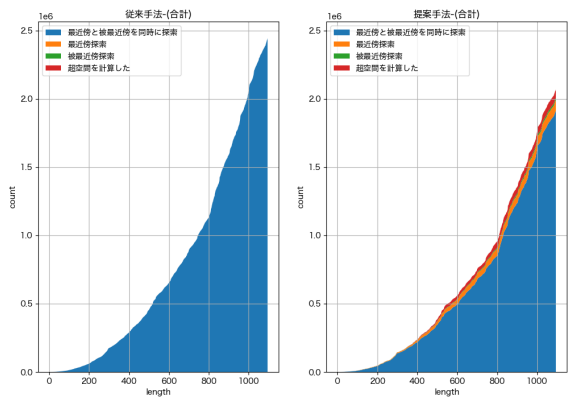 従来手法-(合計)
1e6
最近傍と被最近傍を同時に探索
最近傍探索
被最近傍探索
超空間を計算した
2.5
2.0
1.5
1.0
0.5
0.0
count
0 200 400 600 800 1000
length
提案手法-(合計)
1e6
最近傍と被最近傍を同時に探索
最近傍探索
被最近傍探索
超空間を計算した
2.5
2.0
1.5
1.0
0.5
0.0
count
0 200 400 600 800 1000
length